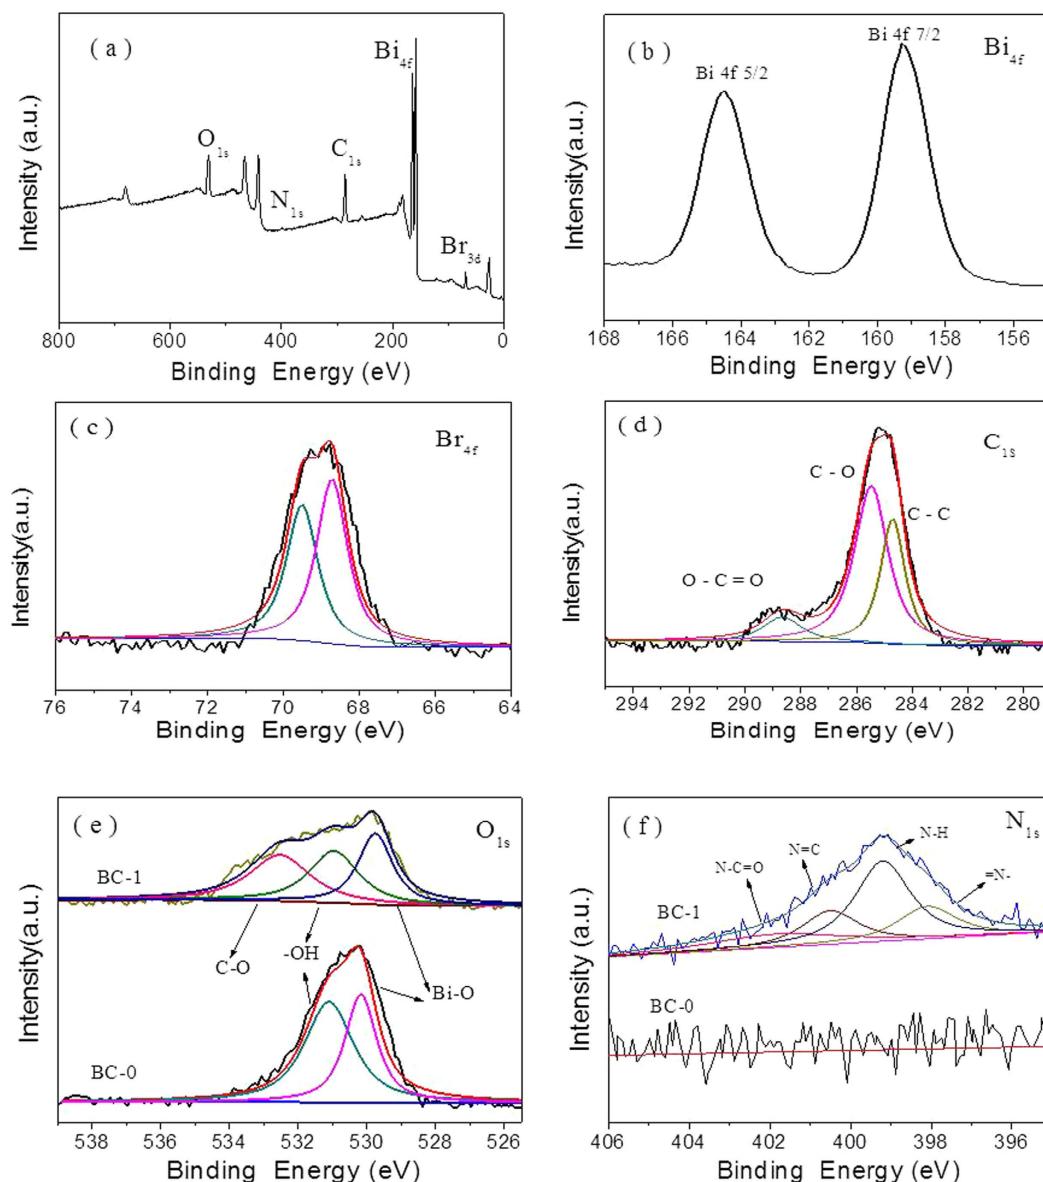 ( a )
Bi4f
O1s
C1s
N1s
Br3d
Intensity (a.u.)
800 600 400 200 0
Binding Energy (eV)
( b )
Bi 4f 7/2
Bi4f
Bi 4f 5/2
Intensity(a.u.)
168 166 164 162 160 158 156
Binding Energy (eV)
( c )
Br4f
Intensity(a.u.)
76 74 72 70 68 66 64
Binding Energy (eV)
( d )
C1s
C - O
C - C
O - C = O
Intensity(a.u.)
294 292 290 288 286 284 282 280
Binding Energy (eV)
( e )
O1s
BC-1
C-O
-OH
Bi-O
BC-0
Intensity(a.u.)
538 536 534 532 530 528 526
Binding Energy (eV)
( f )
N1s
N-H
N=C
N-C=O
=N-
BC-1
BC-0
Intensity (a.u.)
406 404 402 400 398 396
Binding Energy (eV)